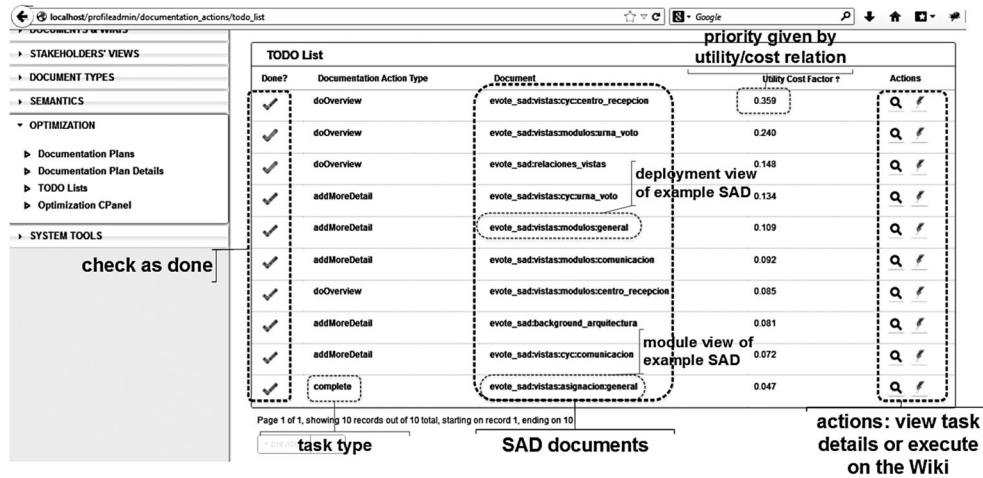 localhost/profileadmin/documentation_actions/todo_list
Google
DOCUMENTS & WIKIS
STAKEHOLDERS' VIEWS
DOCUMENT TYPES
SEMANTICS
OPTIMIZATION
Documentation Plans
Documentation Plan Details
TODO Lists
Optimization CPanel
SYSTEM TOOLS
check as done
priority given by
utility/cost relation
TODO List
Done? Documentation Action Type Document Utility Cost Factor ↑ Actions
doOverview evote_sad:vistas:cyc:centro_recepcion 0.359
doOverview evote_sad:vistas:modulos:urna_voto 0.240
doOverview evote_sad:relaciones_vistas 0.148
deployment view
of example SAD
addMoreDetail evote_sad:vistas:cyc:urna_voto 0.134
addMoreDetail evote_sad:vistas:modulos:general 0.109
addMoreDetail evote_sad:vistas:modulos:comunicacion 0.092
doOverview evote_sad:vistas:modulos:centro_recepcion 0.085
addMoreDetail evote_sad:background_arquitectura 0.081
module view of
example SAD
addMoreDetail evote_sad:vistas:cyc:comunicacion 0.072
complete evote_sad:vistas:asignacion:general 0.047
Page 1 of 1, showing 10 records out of 10 total, starting on record 1, ending on 10
< previ
task type
SAD documents
actions: view task
details or execute
on the Wiki